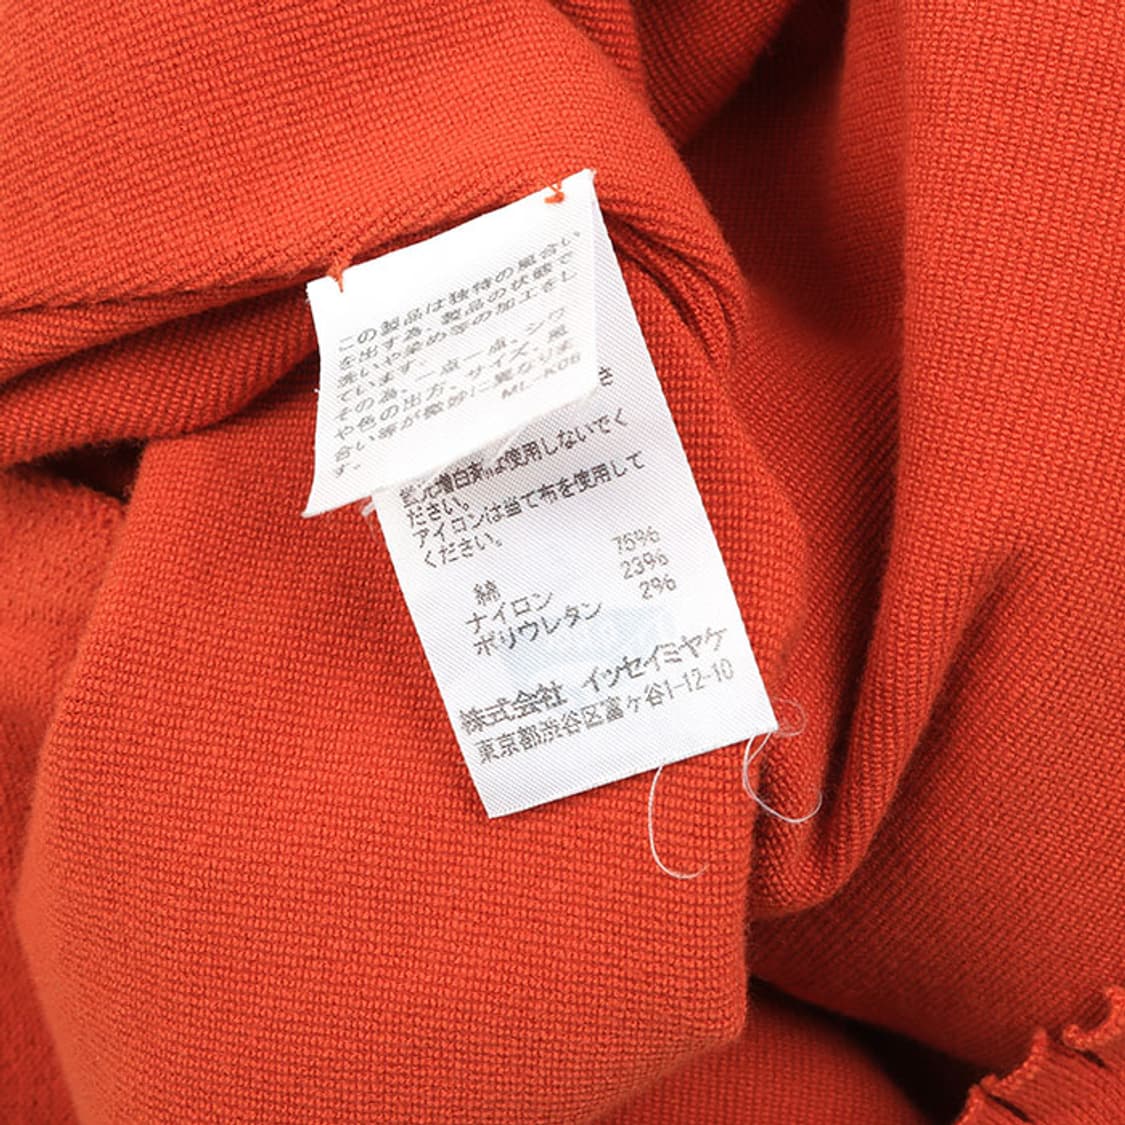 この製品は独特の風合い
を出す為、製品の状態で
洗いや染め等の加工をし
ています。
その為、一点一点、シワ
や色の出方、サイズ、風
合い等が微妙に異なりま
す。 ML-K06
さ
蛍光増白剤は使用しないでく
ださい。
アイロンは当て布を使用して
ください。
綿 75%
ナイロン 23%
ポリウレタン 2%
株式会社 イッセイミヤケ
東京都渋谷区富ヶ谷1-12-10